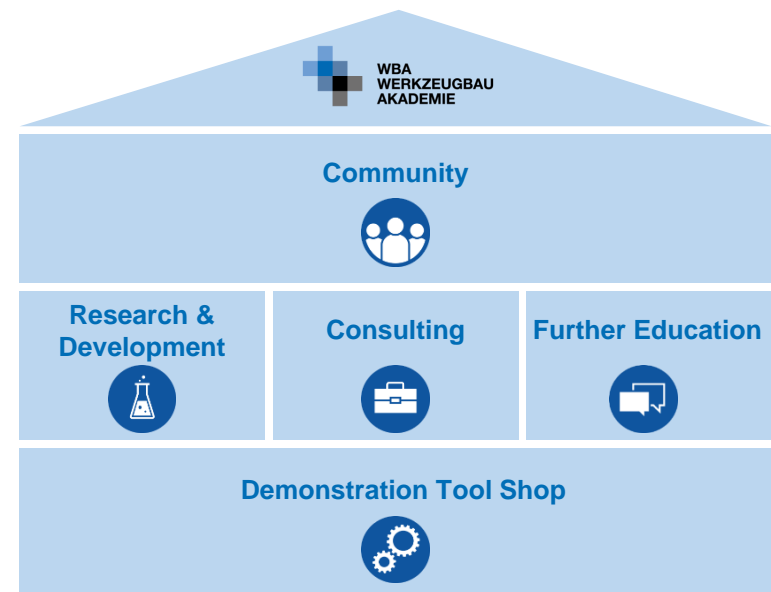 WBA
WERKZEUGBAU
AKADEMIE
Community
Research &
Development
Consulting
Further Education
Demonstration Tool Shop